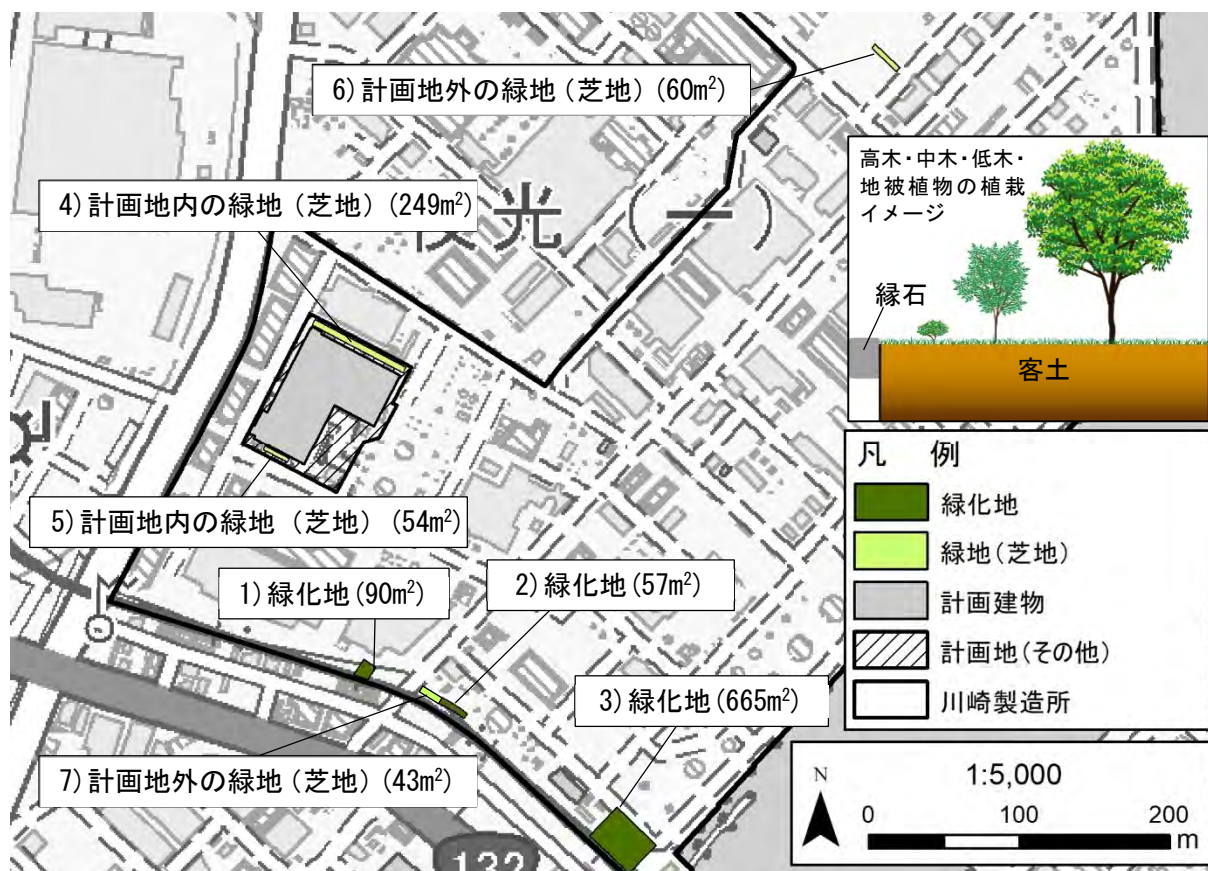 6)計画地外の緑地(芝地)(60m²)
高木・中木・低木・
地被植物の植栽
イメージ
4)計画地内の緑地(芝地)(249m²)
光(一)
縁石
客土
凡 例
5)計画地内の緑地(芝地)(54m²)
緑化地
緑地(芝地)
1)緑化地(90m²)
2)緑化地(57m²)
計画建物
計画地(その他)
3)緑化地(665m²)
川崎製造所
7)計画地外の緑地(芝地)(43m²)
N
1:5,000
0 100 200
m
132